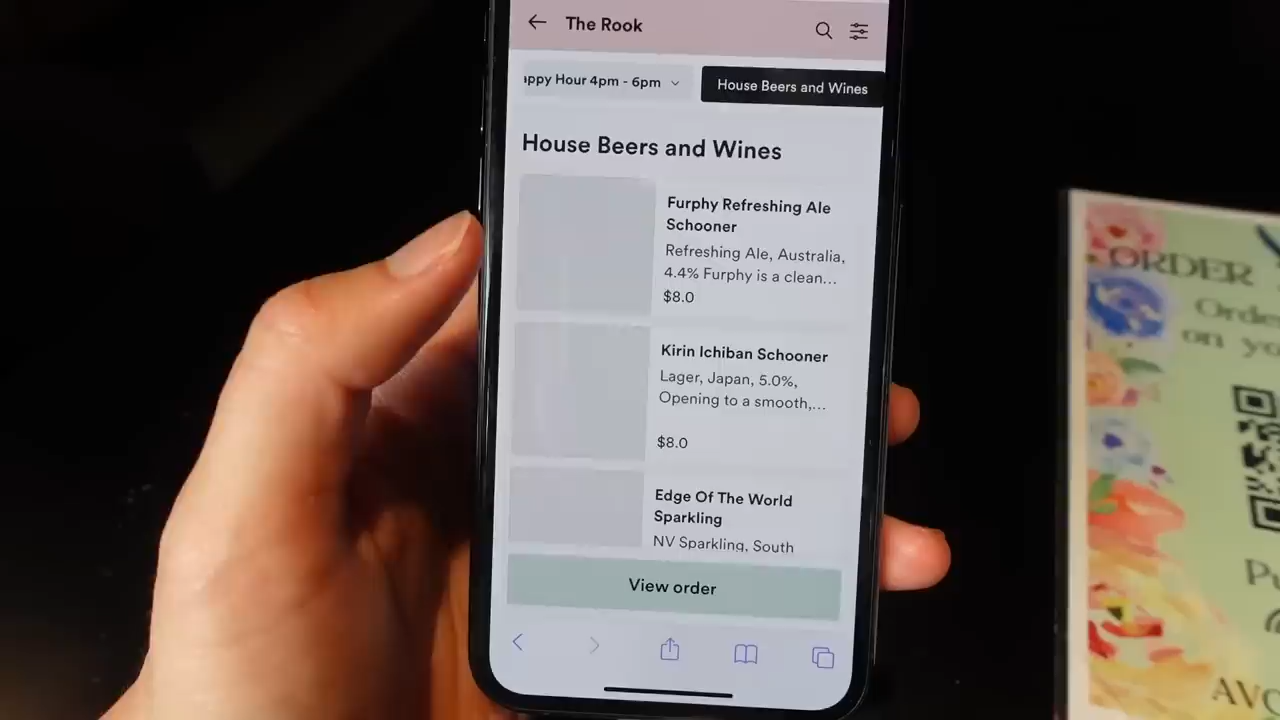 The Rook
appy Hour 4pm - 6pm
House Beers and Wines
House Beers and Wines
Furphy Refreshing Ale
Schooner
Refreshing Ale, Australia,
4.4% Furphy is a clean...
$8.0
Kirin Ichiban Schooner
Lager, Japan, 5.0%,
Opening to a smooth,...
$8.0
Edge Of The World
Sparkling
NV Sparkling, South
View order
ORDER
Orde
on yo
AVO